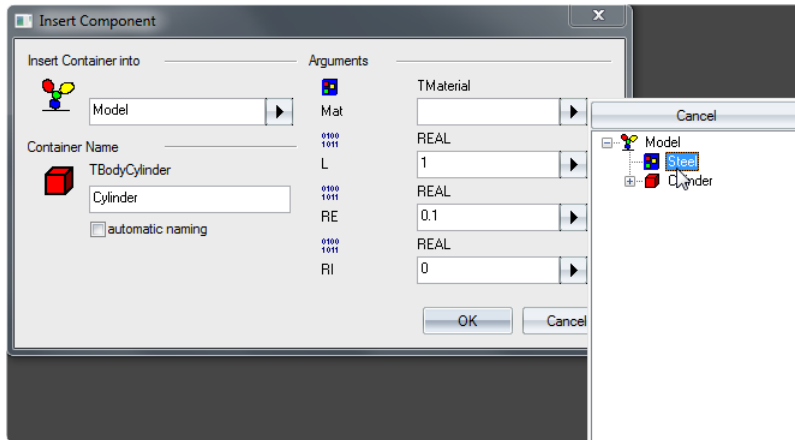 Insert Component
x
Insert Container into
Model
Container Name
TBodyCylinder
Cylinder
automatic naming
Arguments
Mat
TMaterial
0100
1011
L
REAL
1
0100
1011
RE
REAL
0.1
0100
1011
RI
REAL
0
OK
Cancel
Cancel
Model
Steel
Cylinder